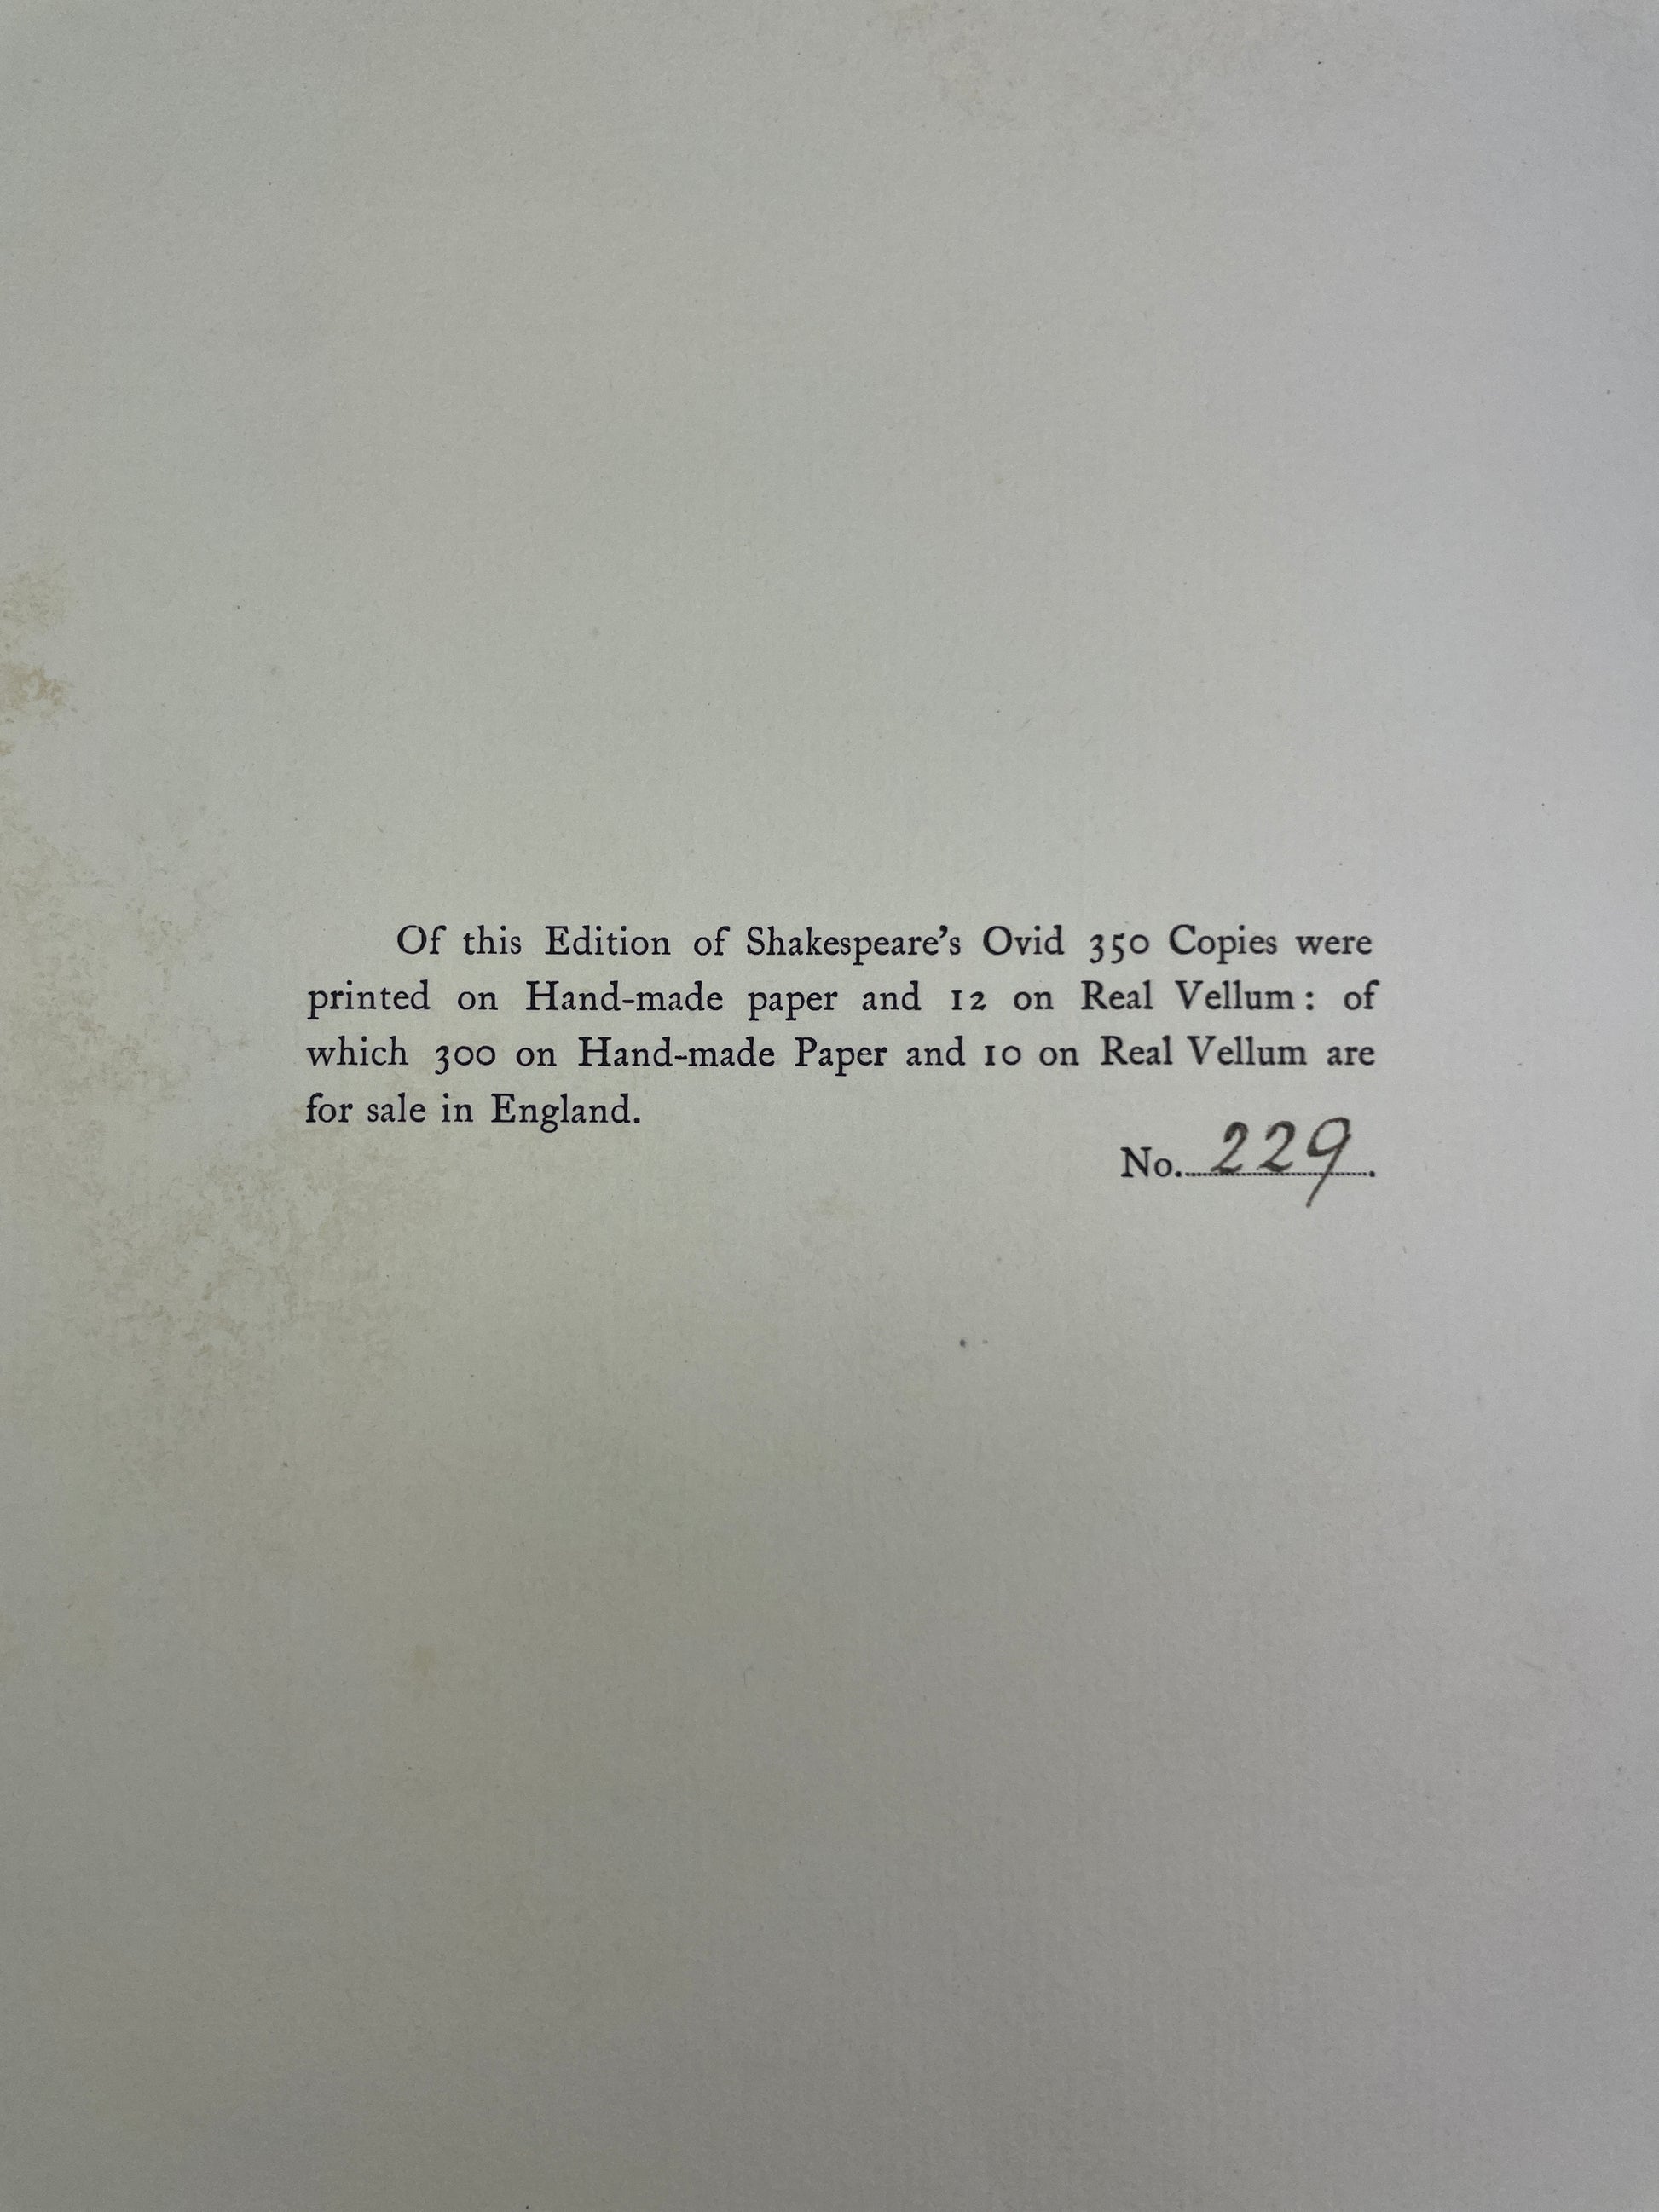 Of this Edition of Shakespeare's Ovid 350 Copies were
printed on Hand-made paper and 12 on Real Vellum: of
which 300 on Hand-made Paper and 10 on Real Vellum are
for sale in England.
No. 229.